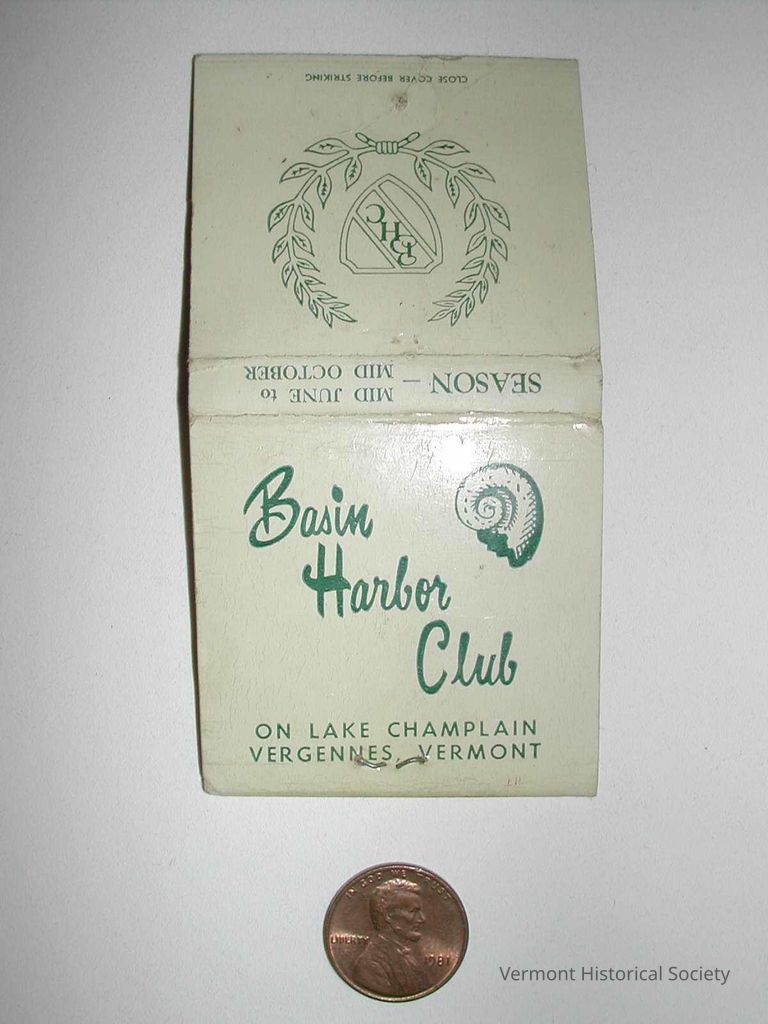 CLOSE COVER BEFORE STRIKING
BHC
SEASON – MID JUNE to
MID OCTOBER
Basin
Harbor
Club
ON LAKE CHAMPLAIN
VERGENNES, VERMONT
IN GOD WE TRUST
LIBERTY
1981
Vermont Historical Society